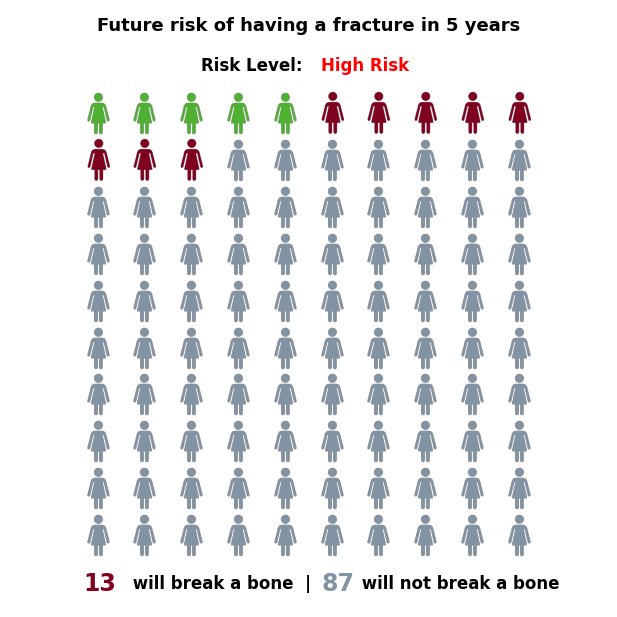 Future risk of having a fracture in 5 years
Risk Level: High Risk
13 will break a bone | 87 will not break a bone